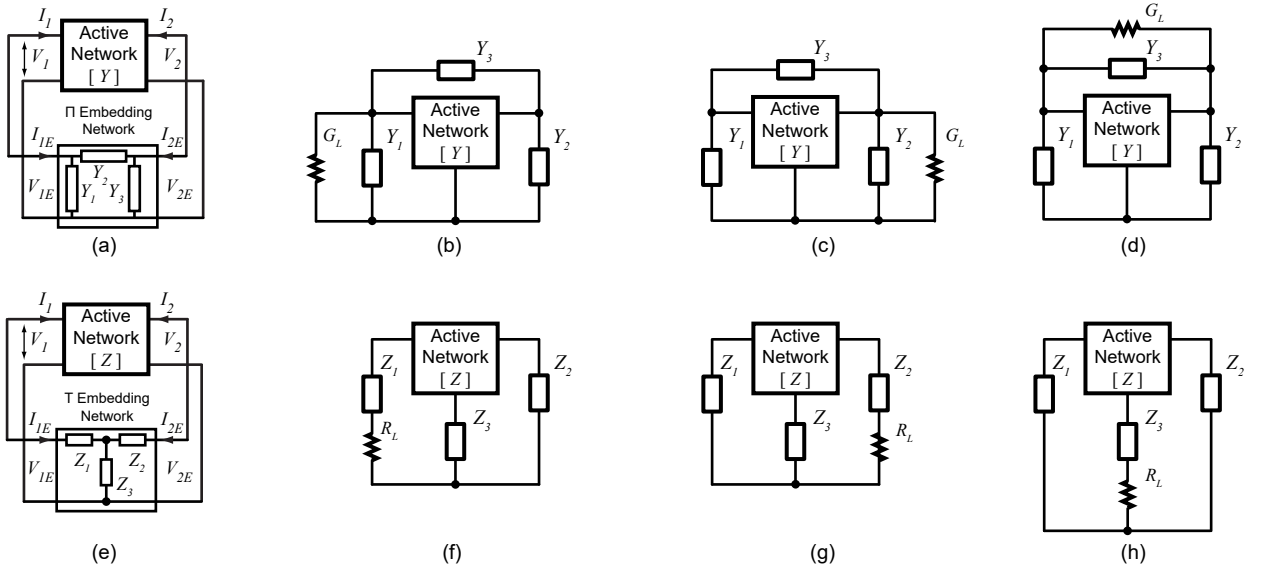 I1 I2
Active
Network
[ Y ]
V1 V2
Π Embedding
Network
I1E I2E
V1E V2E
Y2
Y1 Y3
(a)
Y3
Active
Network
[ Y ]
GL Y1 Y2
(b)
Y3
Active
Network
[ Y ]
Y1 Y2 GL
(c)
GL
Y3
Active
Network
[ Y ]
Y1 Y2
(d)
I1 I2
Active
Network
[ Z ]
V1 V2
T Embedding
Network
I1E I2E
V1E V2E
Z1 Z2
Z3
(e)
Active
Network
[ Z ]
Z1 Z2
Z3
RL
(f)
Active
Network
[ Z ]
Z1 Z2
Z3
RL
(g)
Active
Network
[ Z ]
Z1 Z2
Z3
RL
(h)